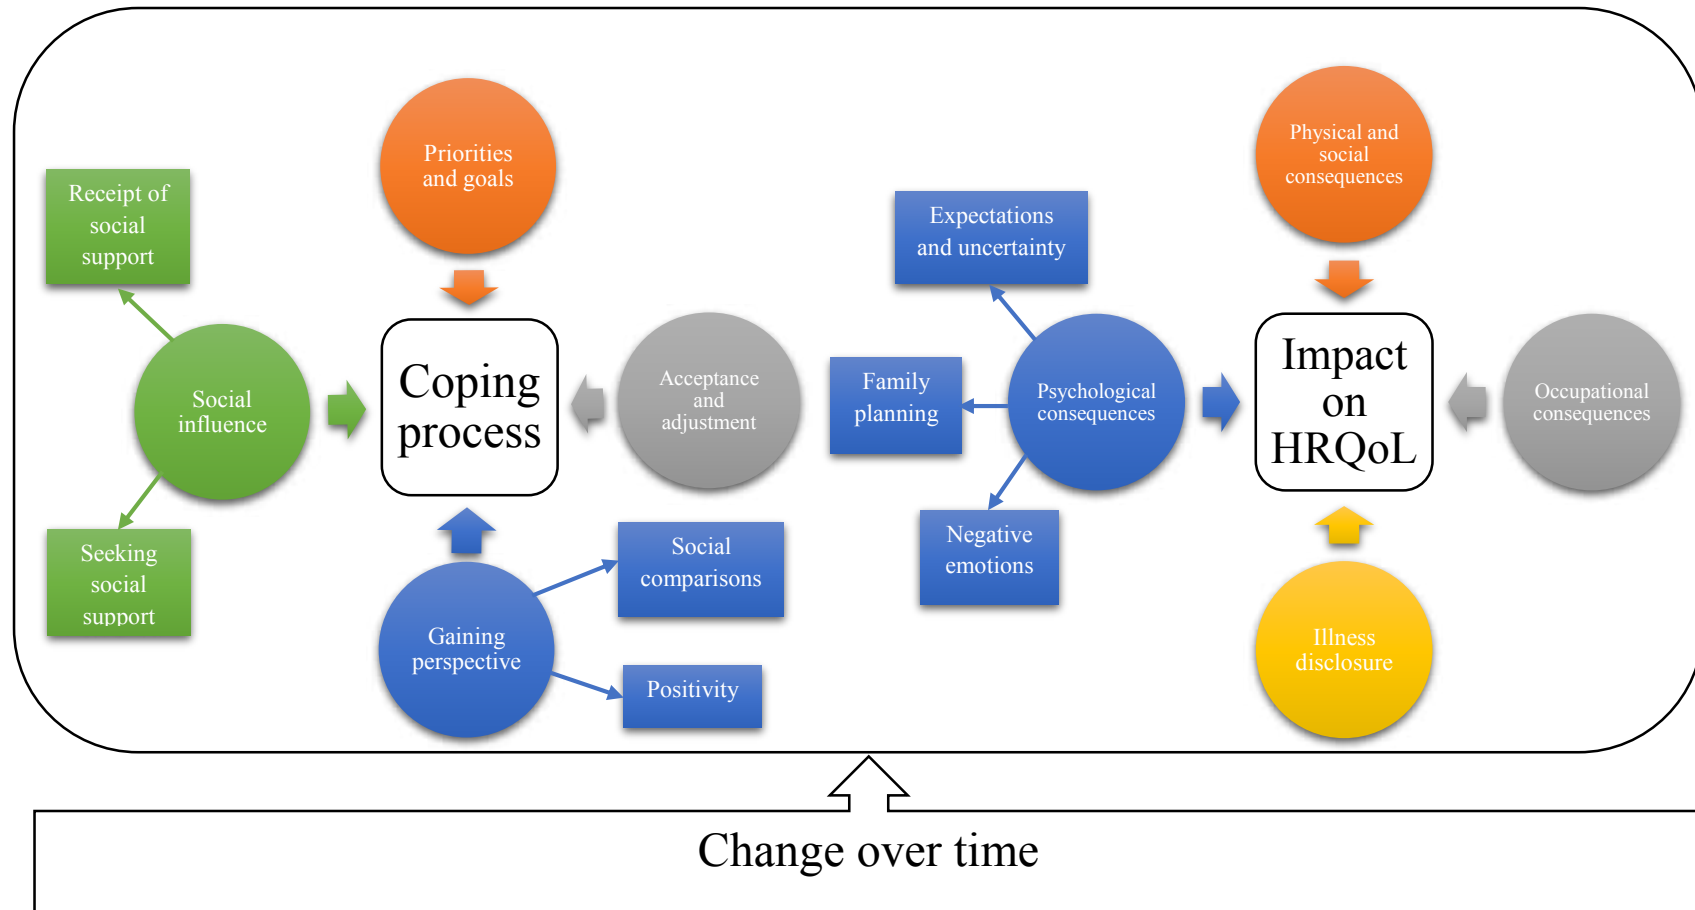 Priorities
and goals
Physical and
social
consequences
Receipt of
social
support
Expectations
and uncertainty
Social
influence
Coping
process
Acceptance
and
adjustment
Family
planning
Psychological
consequences
Impact
on
HRQoL
Occupational
consequences
Seeking
social
support
Social
comparisons
Negative
emotions
Gaining
perspective
Positivity
Illness
disclosure
Change over time